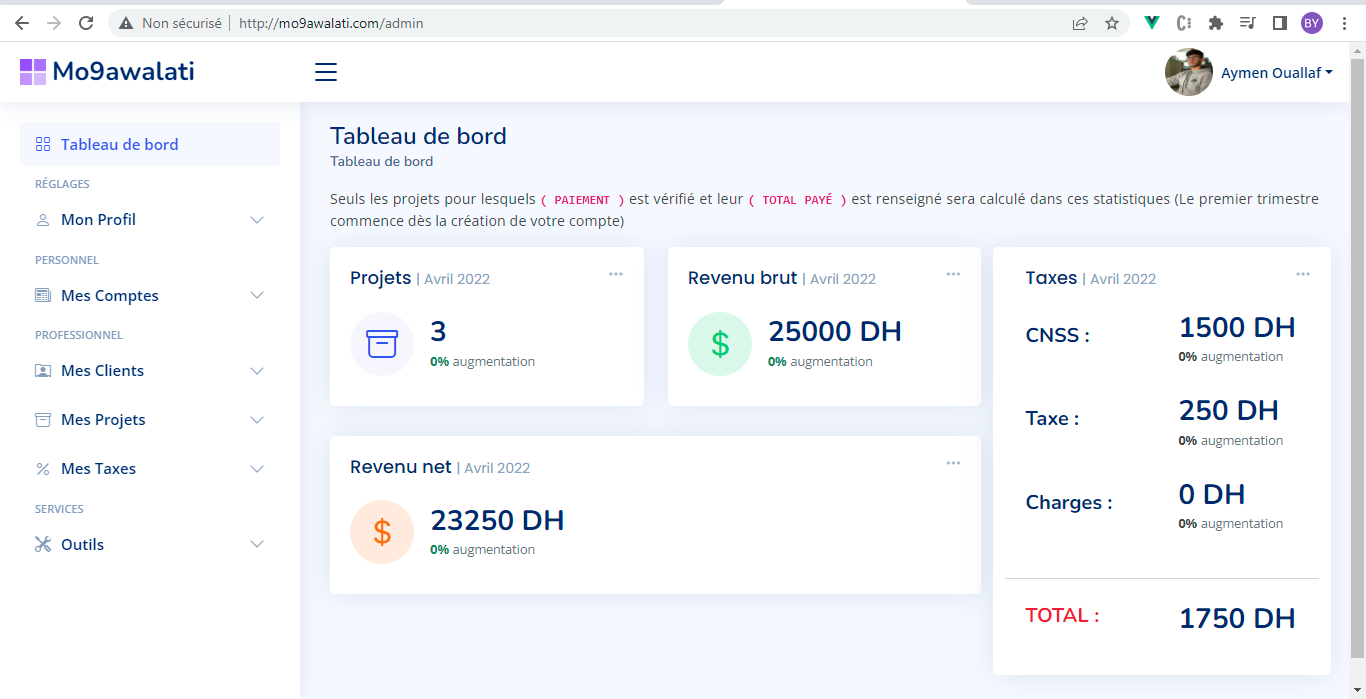 Non sécurisé | http://mo9awalati.com/admin
BY
Mo9awalati
Aymen Ouallaf
Tableau de bord
RÉGLAGES
Mon Profil
PERSONNEL
Mes Comptes
PROFESSIONNEL
Mes Clients
Mes Projets
Mes Taxes
SERVICES
Outils
Tableau de bord
Tableau de bord
Seuls les projets pour lesquels ( PAIEMENT ) est vérifié et leur ( TOTAL PAYÉ ) est renseigné sera calculé dans ces statistiques (Le premier trimestre
commence dès la création de votre compte)
Projets | Avril 2022
3
0% augmentation
Revenu brut | Avril 2022
$
25000 DH
0% augmentation
Revenu net | Avril 2022
$
23250 DH
0% augmentation
Taxes | Avril 2022
CNSS : 1500 DH
0% augmentation
Taxe : 250 DH
0% augmentation
Charges : 0 DH
0% augmentation
TOTAL : 1750 DH